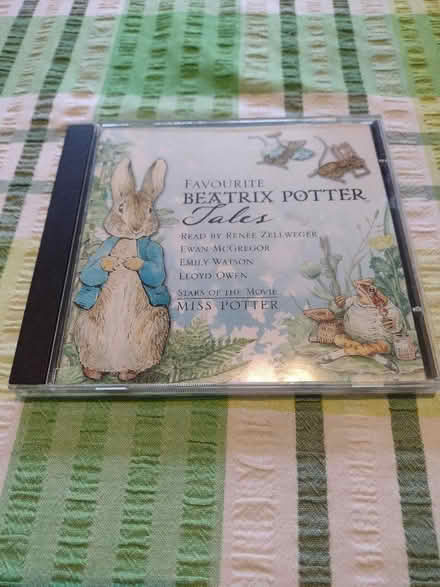 FAVOURITE
BEATRIX POTTER
Tales
READ BY RENEE ZELLWEGER
EWAN MCGREGOR
EMILY WATSON
LLOYD OWEN
STARS OF THE MOVIE
MISS POTTER